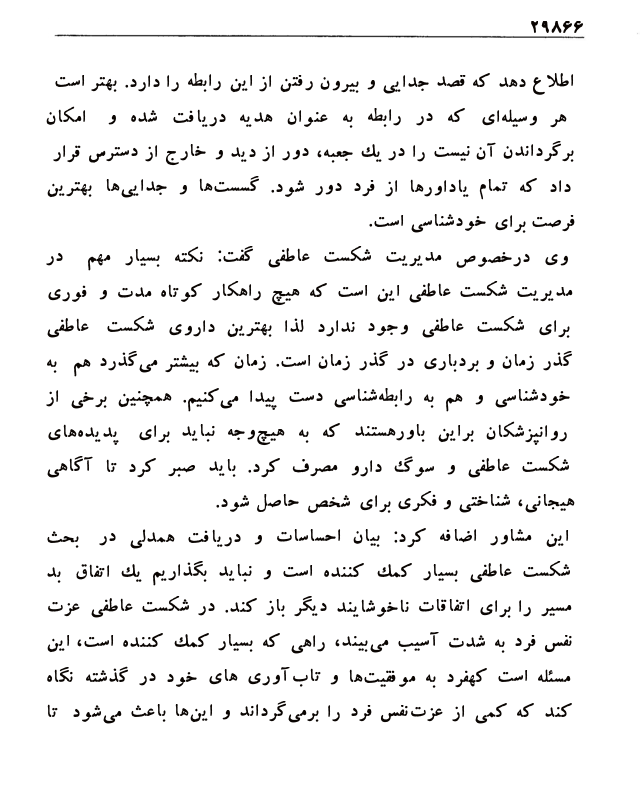 ۲۹۸۶۶
اطلاع دهد که قصد جدایی و بیرون رفتن از این رابطه را دارد. بهتر است
هر وسیله‌ای که در رابطه به عنوان هدیه دریافت شده و امکان
برگرداندن آن نیست را در یك جعبه، دور از دید و خارج از دسترس قرار
داد که تمام یاداورها از فرد دور شود. گسست‌ها و جدایی‌ها بهترین
فرصت برای خودشناسی است.
وی درخصوص مدیریت شکست عاطفی گفت: نکته بسیار مهم در
مدیریت شکست عاطفی این است که هیچ راهکار کوتاه مدت و فوری
برای شکست عاطفی وجود ندارد لذا بهترین داروی شکست عاطفی
گذر زمان و بردباری در گذر زمان است. زمان که بیشتر می‌گذرد هم به
خودشناسی و هم به رابطه‌شناسی دست پیدا می‌کنیم. همچنین برخی از
روانپزشکان براین باورهستند که به هیچ‌وجه نباید برای پدیده‌های
شکست عاطفی و سوگ دارو مصرف کرد. باید صبر کرد تا آگاهی
هیجانی، شناختی و فکری برای شخص حاصل شود.
این مشاور اضافه کرد: بیان احساسات و دریافت همدلی در بحث
شکست عاطفی بسیار کمك کننده است و نباید بگذاریم یك اتفاق بد
مسیر را برای اتفاقات ناخوشایند دیگر باز کند. در شکست عاطفی عزت
نفس فرد به شدت آسیب می‌بیند، راهی که بسیار کمك کننده است، این
مسئله است کهفرد به موفقیت‌ها و تاب‌آوری های خود در گذشته نگاه
کند که کمی از عزت‌نفس فرد را برمی‌گرداند و این‌ها باعث می‌شود تا